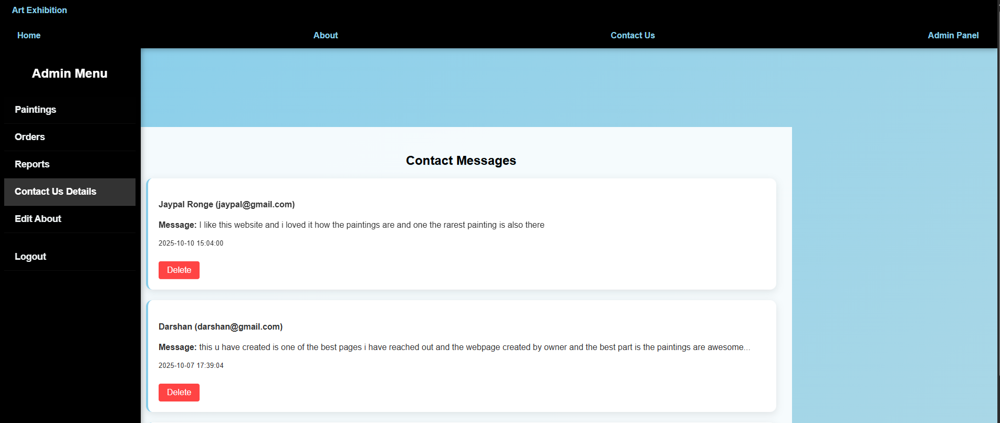 Art Exhibition
Home About Contact Us Admin Panel
Admin Menu
Paintings
Orders
Reports
Contact Us Details
Edit About
Logout
Contact Messages
Jaypal Ronge (jaypal@gmail.com)
Message: I like this website and i loved it how the paintings are and one the rarest painting is also there
2025-10-10 15:04:00
Delete
Darshan (darshan@gmail.com)
Message: this u have created is one of the best pages i have reached out and the webpage created by owner and the best part is the paintings are awesome...
2025-10-07 17:39:04
Delete